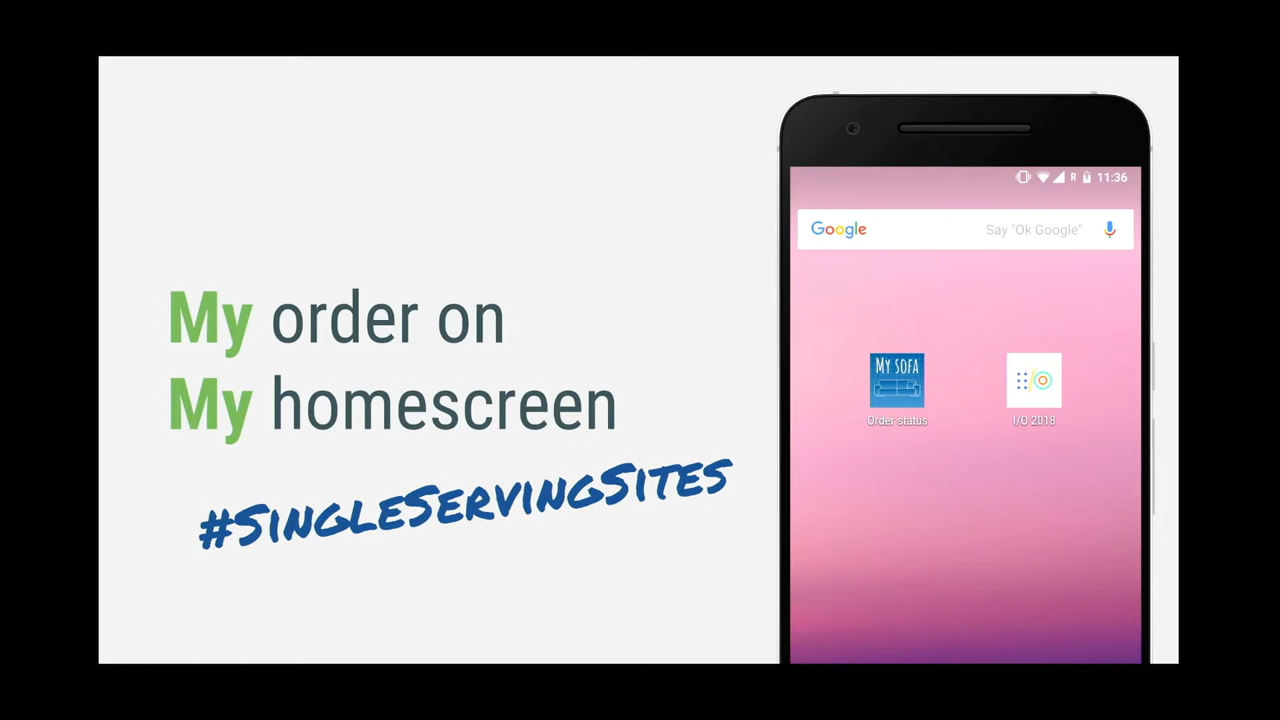 My order on
My homescreen
#SINGLESERVINGSITES
R 11:36
Google Say "Ok Google"
MY SOFA
Order status
I/O
I/O 2018